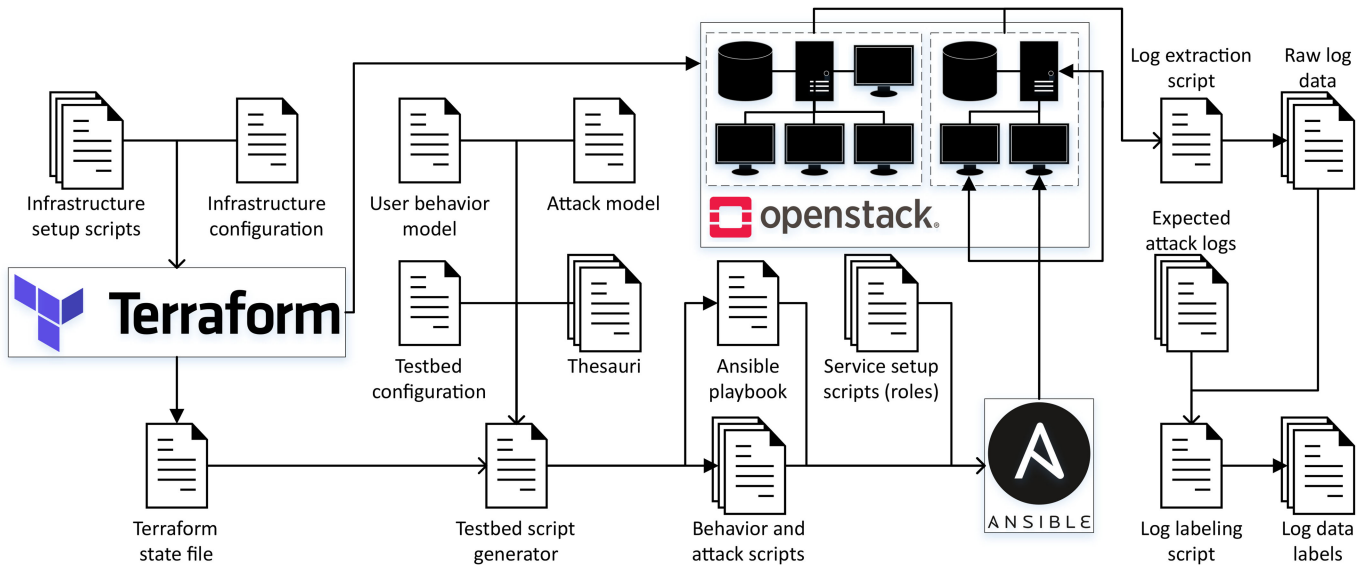 Log extraction
script
Raw log
data
Infrastructure
setup scripts
Infrastructure
configuration
User behavior
model
Attack model
openstack.
Expected
attack logs
Terraform
Testbed
configuration
Thesauri
Ansible
playbook
Service setup
scripts (roles)
ANSIBLE
Terraform
state file
Testbed script
generator
Behavior and
attack scripts
Log labeling
script
Log data
labels